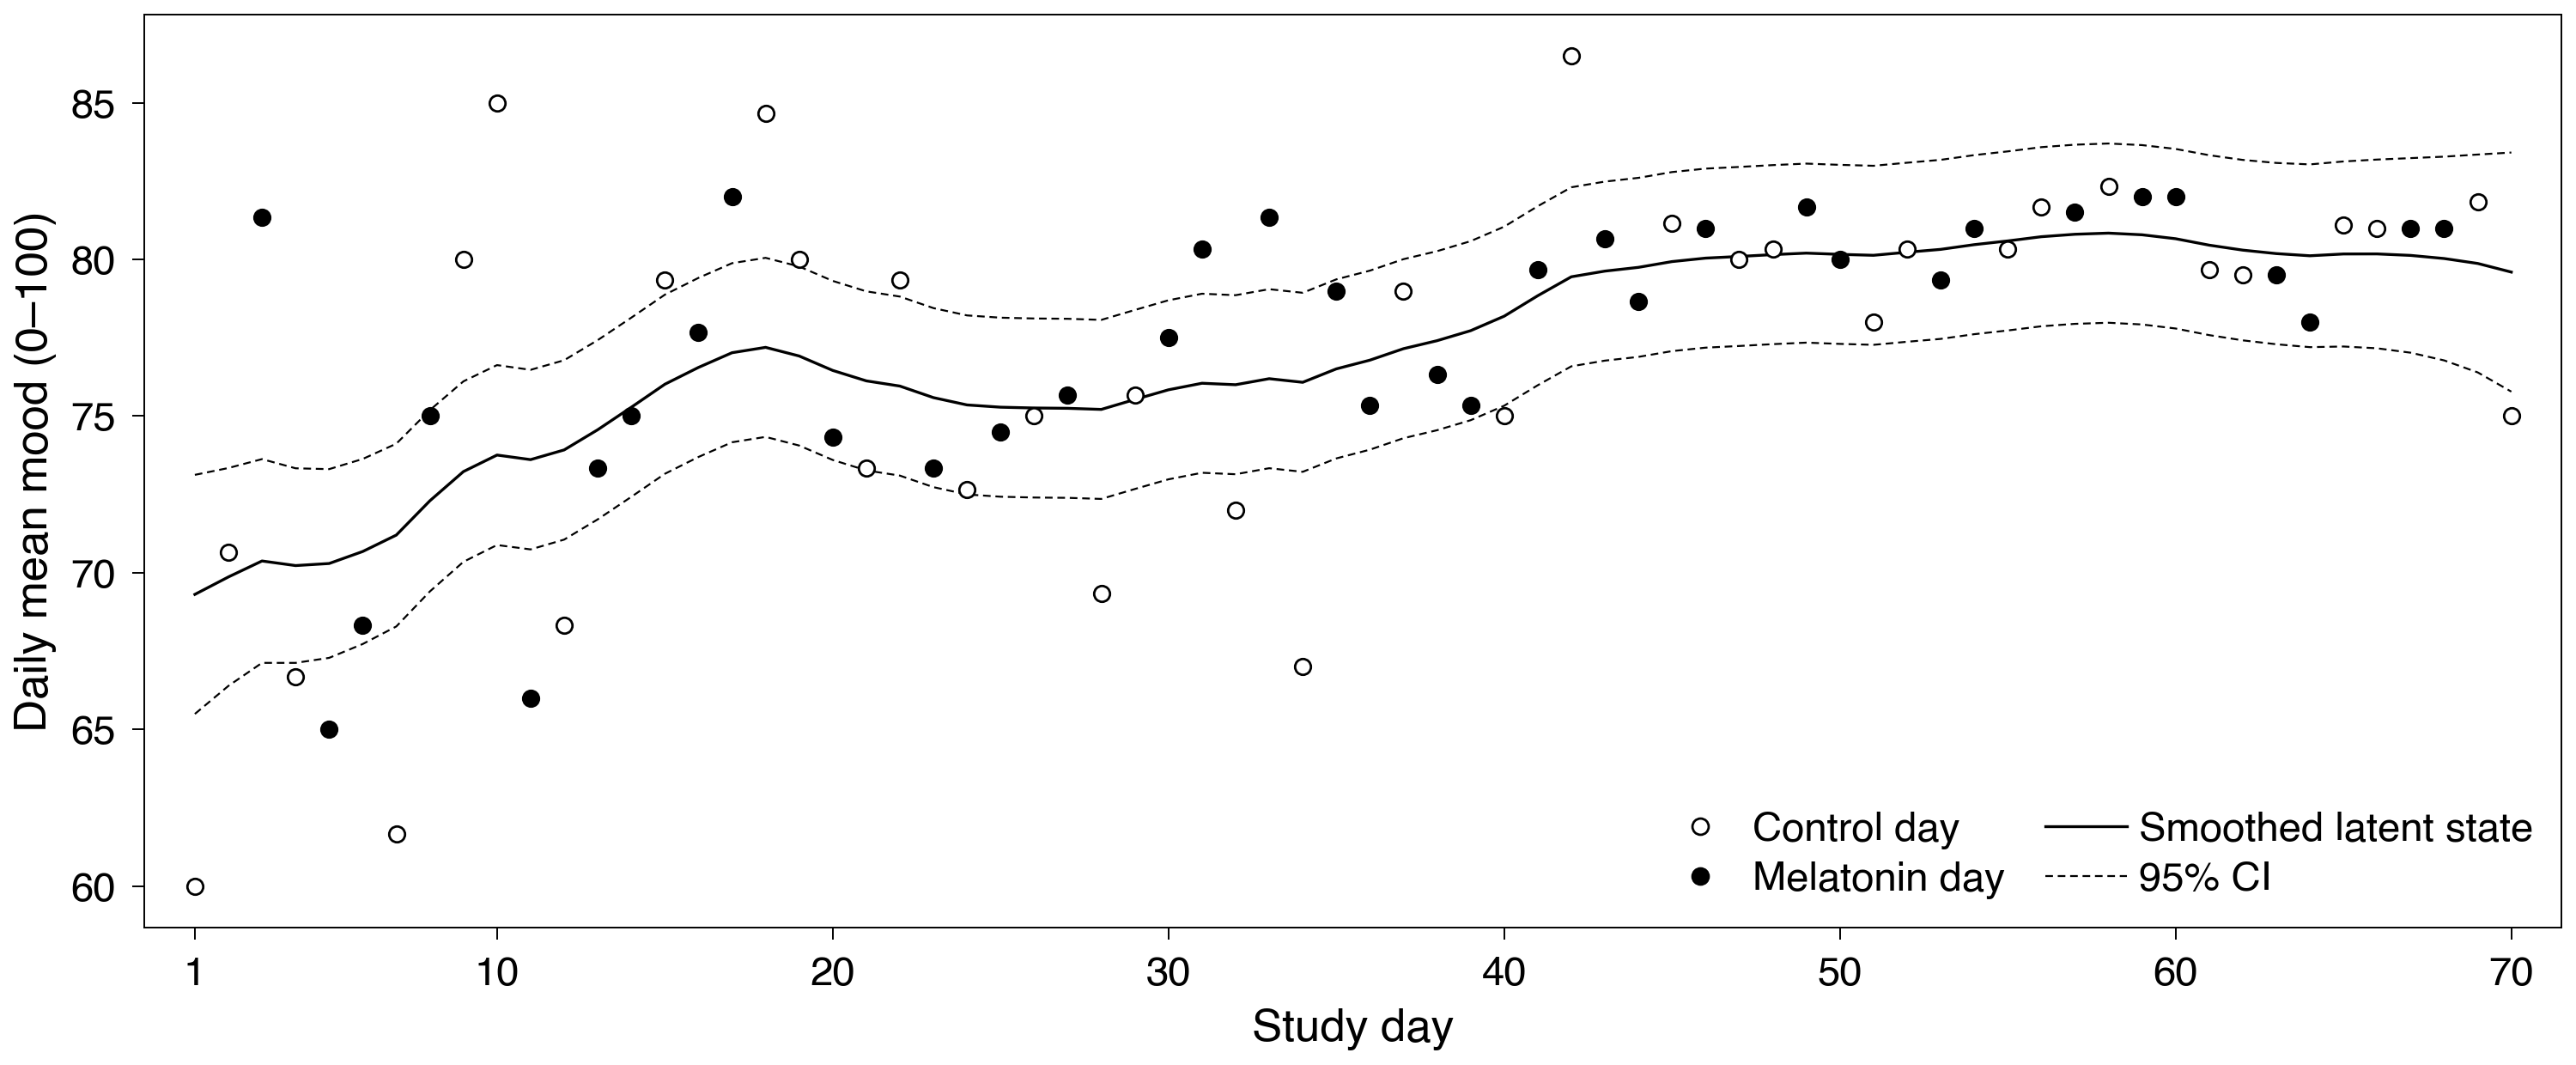 Daily mean mood (0–100)
85
80
75
70
65
60
Control day
Melatonin day
Smoothed latent state
95% CI
1 10 20 30 40 50 60 70
Study day